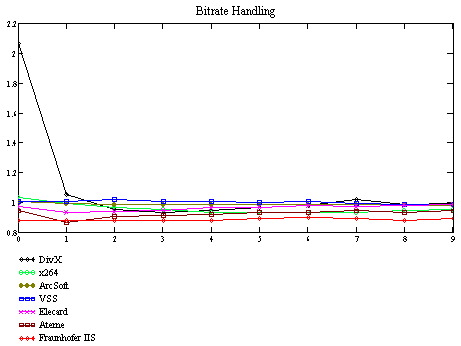 Bitrate Handling
2.2
2
1.8
1.6
1.4
1.2
1
0.8
0 1 2 3 4 5 6 7 8 9
DivX
x264
ArcSoft
VSS
Elecard
Ateme
Fraunhofer IIS